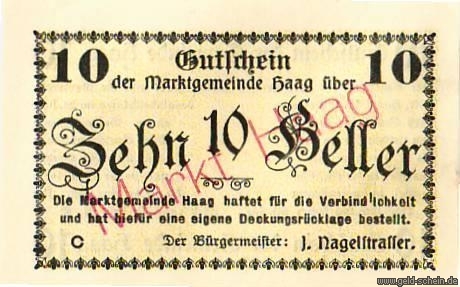 10 Gutschein 10
der Marktgemeinde Haag über
Zehn 10 Heller
Markt Haag
Die Marktgemeinde Haag haftet für die Verbindlichkeit
und hat hiefür eine eigene Deckungsrücklage bestellt.
C Der Bürgermeister: J. Nagelstrasser.
www.geld-schein.de